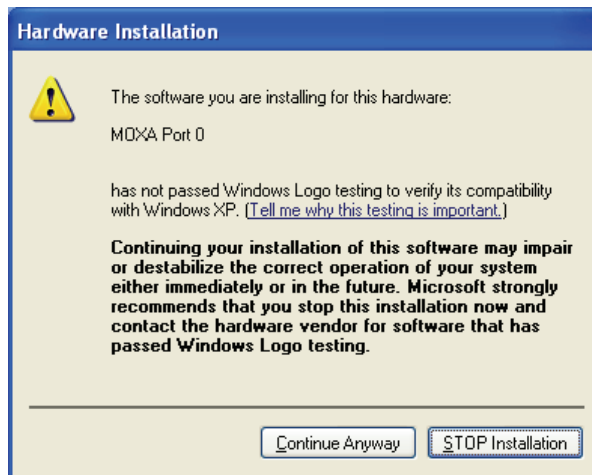 Hardware Installation
The software you are installing for this hardware:
MOXA Port 0
has not passed Windows Logo testing to verify its compatibility
with Windows XP. (Tell me why this testing is important.)
Continuing your installation of this software may impair
or destabilize the correct operation of your system
either immediately or in the future. Microsoft strongly
recommends that you stop this installation now and
contact the hardware vendor for software that has
passed Windows Logo testing.
Continue Anyway
STOP Installation